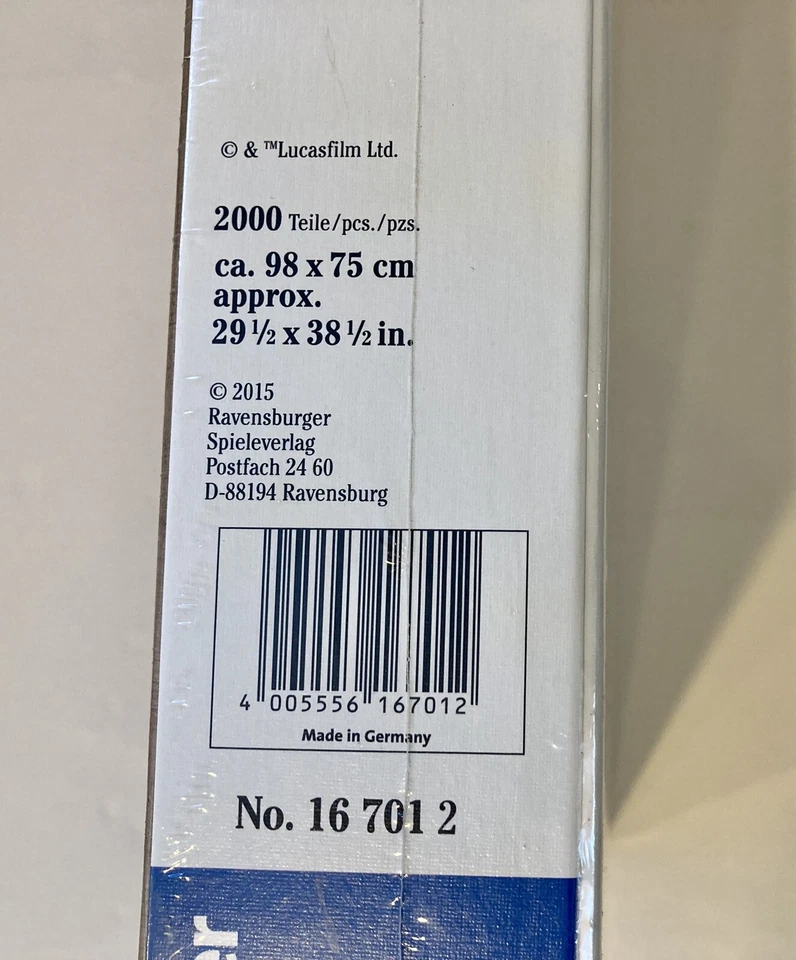 © & ™Lucasfilm Ltd.
2000 Teile/pcs./pzs.
ca. 98 x 75 cm
approx.
29 ½ x 38 ½ in.
© 2015
Ravensburger
Spieleverlag
Postfach 24 60
D-88194 Ravensburg
4 005556 167012
Made in Germany
No. 16 701 2
er